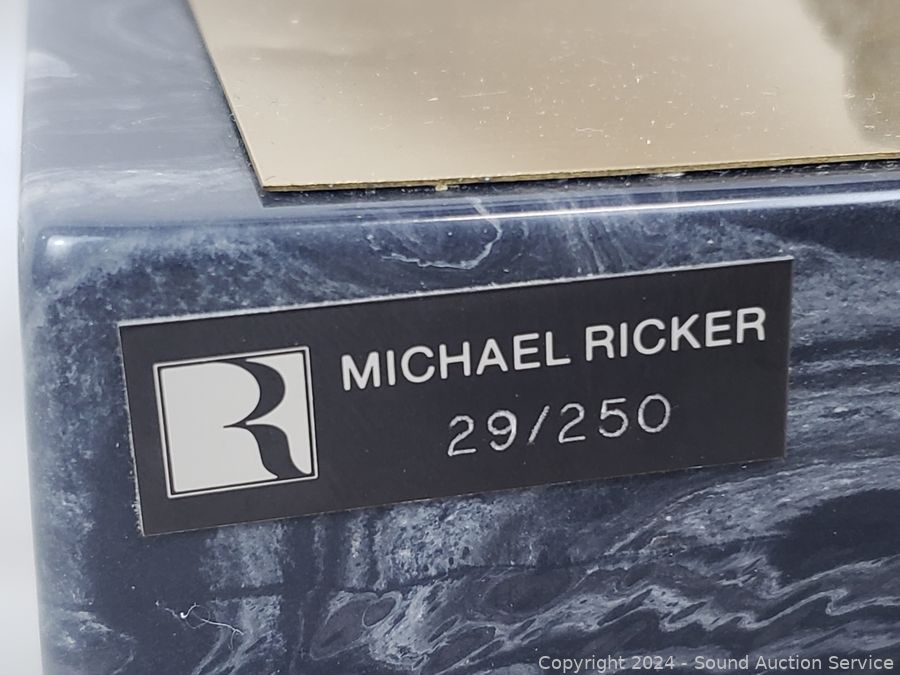 R
MICHAEL RICKER
29/250
Copyright 2024 - Sound Auction Service